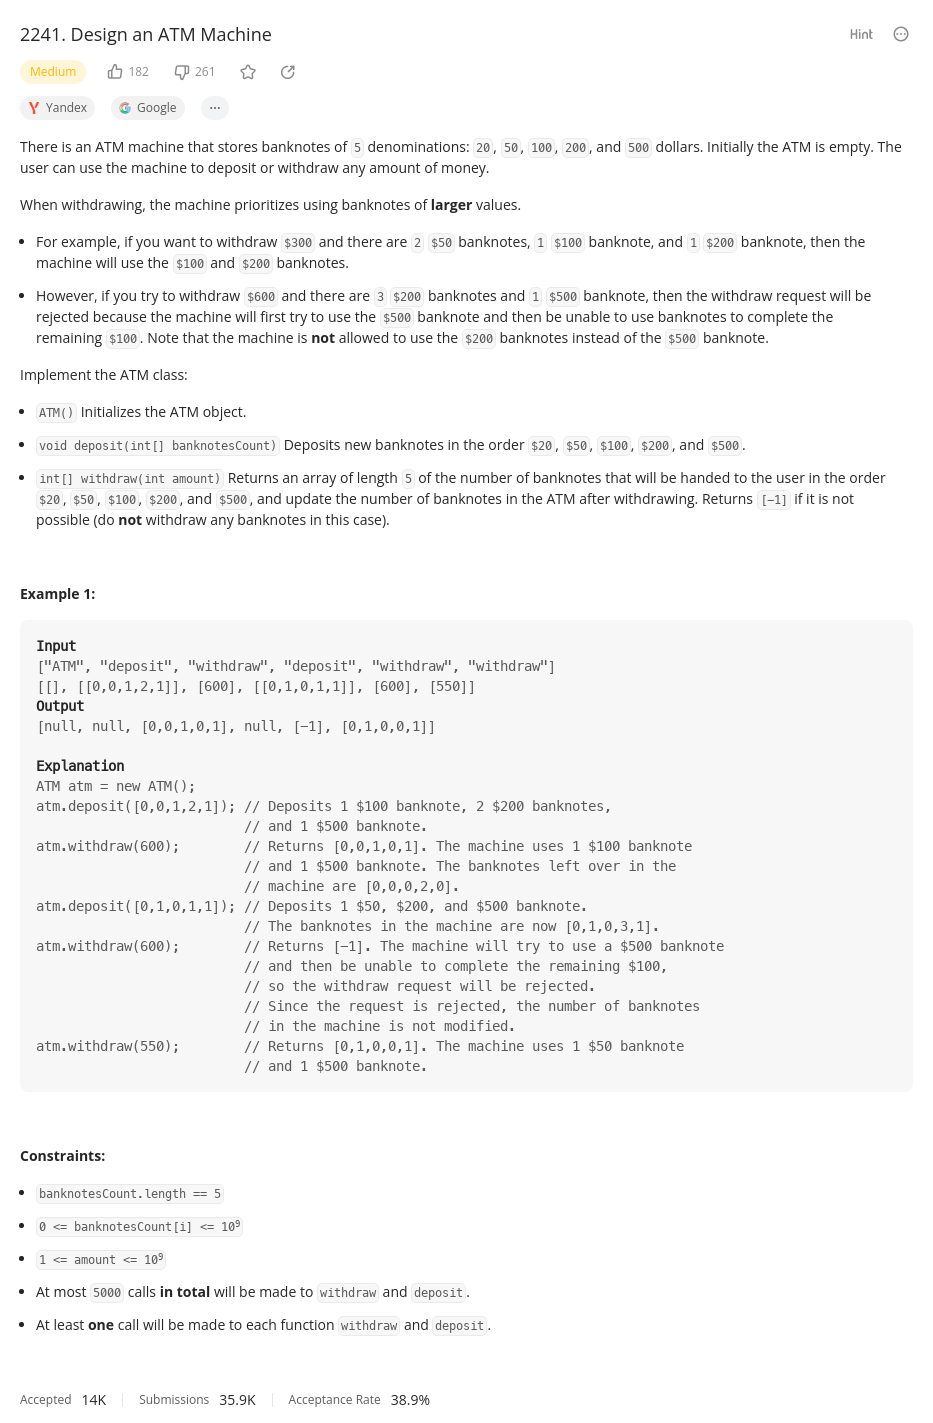 2241. Design an ATM Machine
Hint
Medium 182 261
Yandex Google ...
There is an ATM machine that stores banknotes of 5 denominations: 20, 50, 100, 200, and 500 dollars. Initially the ATM is empty. The
user can use the machine to deposit or withdraw any amount of money.
When withdrawing, the machine prioritizes using banknotes of larger values.
• For example, if you want to withdraw $300 and there are 2 $50 banknotes, 1 $100 banknote, and 1 $200 banknote, then the
machine will use the $100 and $200 banknotes.
• However, if you try to withdraw $600 and there are 3 $200 banknotes and 1 $500 banknote, then the withdraw request will be
rejected because the machine will first try to use the $500 banknote and then be unable to use banknotes to complete the
remaining $100. Note that the machine is not allowed to use the $200 banknotes instead of the $500 banknote.
Implement the ATM class:
• ATM() Initializes the ATM object.
• void deposit(int[] banknotesCount) Deposits new banknotes in the order $20, $50, $100, $200, and $500.
• int[] withdraw(int amount) Returns an array of length 5 of the number of banknotes that will be handed to the user in the order
$20, $50, $100, $200, and $500, and update the number of banknotes in the ATM after withdrawing. Returns [-1] if it is not
possible (do not withdraw any banknotes in this case).
Example 1:
Input
["ATM", "deposit", "withdraw", "deposit", "withdraw", "withdraw"]
[[], [[0,0,1,2,1]], [600], [[0,1,0,1,1]], [600], [550]]
Output
[null, null, [0,0,1,0,1], null, [-1], [0,1,0,0,1]]
Explanation
ATM atm = new ATM();
atm.deposit([0,0,1,2,1]); // Deposits 1 $100 banknote, 2 $200 banknotes,
// and 1 $500 banknote.
atm.withdraw(600); // Returns [0,0,1,0,1]. The machine uses 1 $100 banknote
// and 1 $500 banknote. The banknotes left over in the
// machine are [0,0,0,2,0].
atm.deposit([0,1,0,1,1]); // Deposits 1 $50, $200, and $500 banknote.
// The banknotes in the machine are now [0,1,0,3,1].
atm.withdraw(600); // Returns [-1]. The machine will try to use a $500 banknote
// and then be unable to complete the remaining $100,
// so the withdraw request will be rejected.
// Since the request is rejected, the number of banknotes
// in the machine is not modified.
atm.withdraw(550); // Returns [0,1,0,0,1]. The machine uses 1 $50 banknote
// and 1 $500 banknote.
Constraints:
• banknotesCount.length == 5
• 0 <= banknotesCount[i] <= 10⁹
• 1 <= amount <= 10⁹
• At most 5000 calls in total will be made to withdraw and deposit.
• At least one call will be made to each function withdraw and deposit.
Accepted 14K Submissions 35.9K Acceptance Rate 38.9%